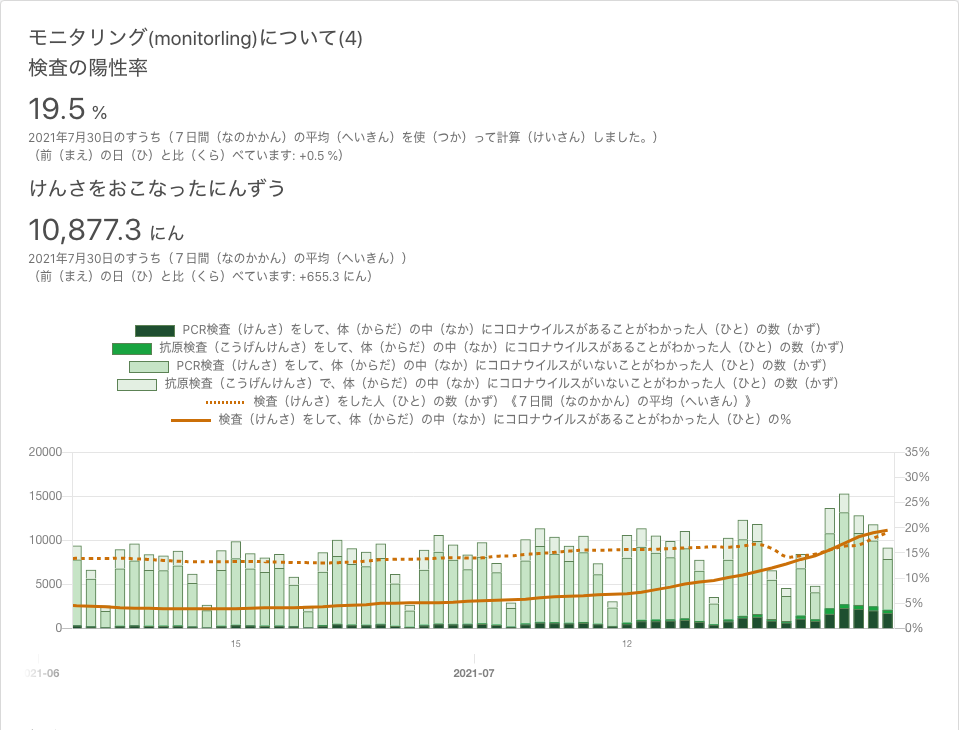 モニタリング(monitorling)について(4)
検査の陽性率
19.5 %
2021年7月30日のすうち（７日間（なのかかん）の平均（へいきん）を使（つか）って計算（けいさん）しました。）
（前（まえ）の日（ひ）と比（くら）べています: +0.5 %）
けんさをおこなったにんずう
10,877.3 にん
2021年7月30日のすうち（７日間（なのかかん）の平均（へいきん））
（前（まえ）の日（ひ）と比（くら）べています: +655.3 にん）
PCR検査（けんさ）をして、体（からだ）の中（なか）にコロナウイルスがあることがわかった人（ひと）の数（かず）
抗原検査（こうげんけんさ）をして、体（からだ）の中（なか）にコロナウイルスがあることがわかった人（ひと）の数（かず）
PCR検査（けんさ）をして、体（からだ）の中（なか）にコロナウイルスがいないことがわかった人（ひと）の数（かず）
抗原検査（こうげんけんさ）で、体（からだ）の中（なか）にコロナウイルスがいないことがわかった人（ひと）の数（かず）
検査（けんさ）をした人（ひと）の数（かず）《７日間（なのかかん）の平均（へいきん）》
検査（けんさ）をして、体（からだ）の中（なか）にコロナウイルスがあることがわかった人（ひと）の%
20000 35%
30%
15000
25%
10000 20%
15%
5000 10%
5%
0 0%
15 12
21-06 2021-07